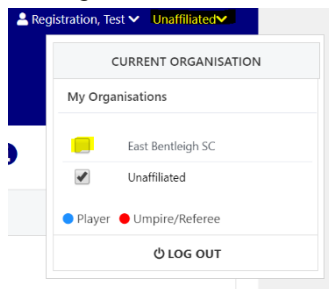 Registration, Test Unaffiliated
CURRENT ORGANISATION
My Organisations
East Bentleigh SC
Unaffiliated
Player Umpire/Referee
LOG OUT